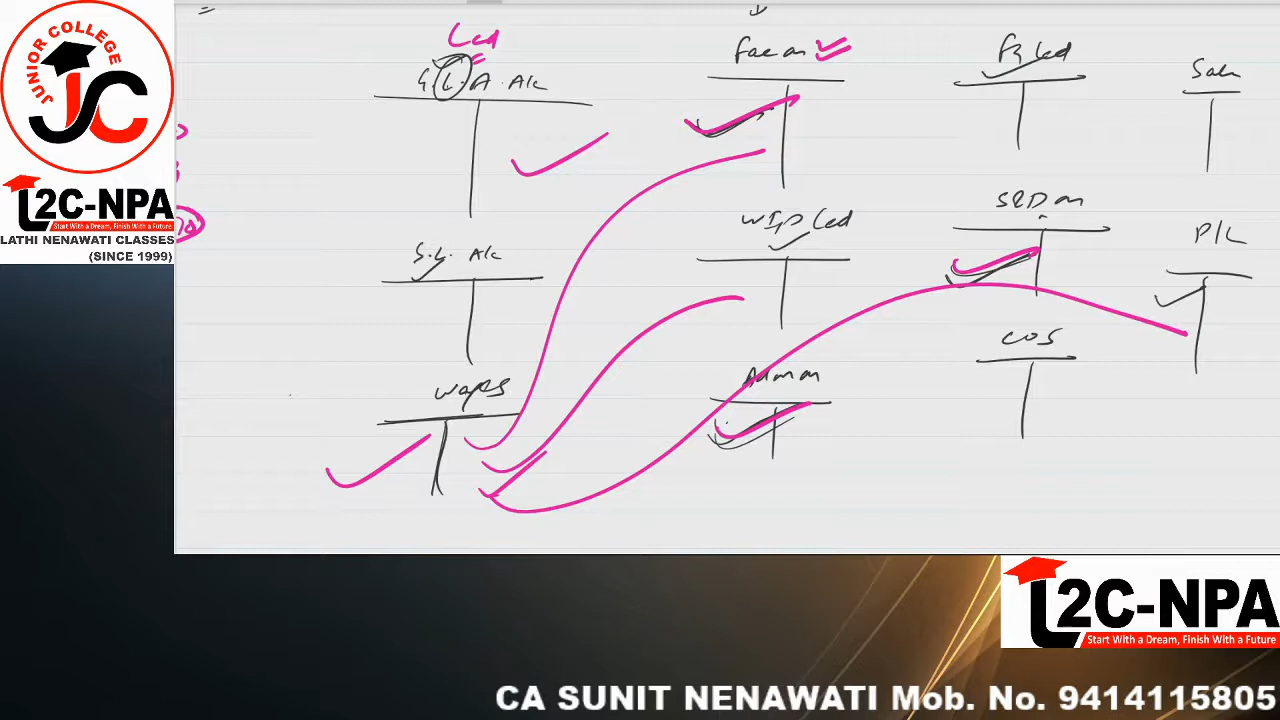 JUNIOR COLLEGE
JC
L2C-NPA
Start With a Dream, Finish With a Future
LATHI NENAWATI CLASSES
(SINCE 1999)
Led
G.L.A. A/c
Fac OH
FG Led
Sales
S.L. A/c
WIP Led
S&D OH
P/L
Wages
Adm OH
COS
L2C-NPA
Start With a Dream, Finish With a Future
CA SUNIT NENAWATI Mob. No. 9414115805